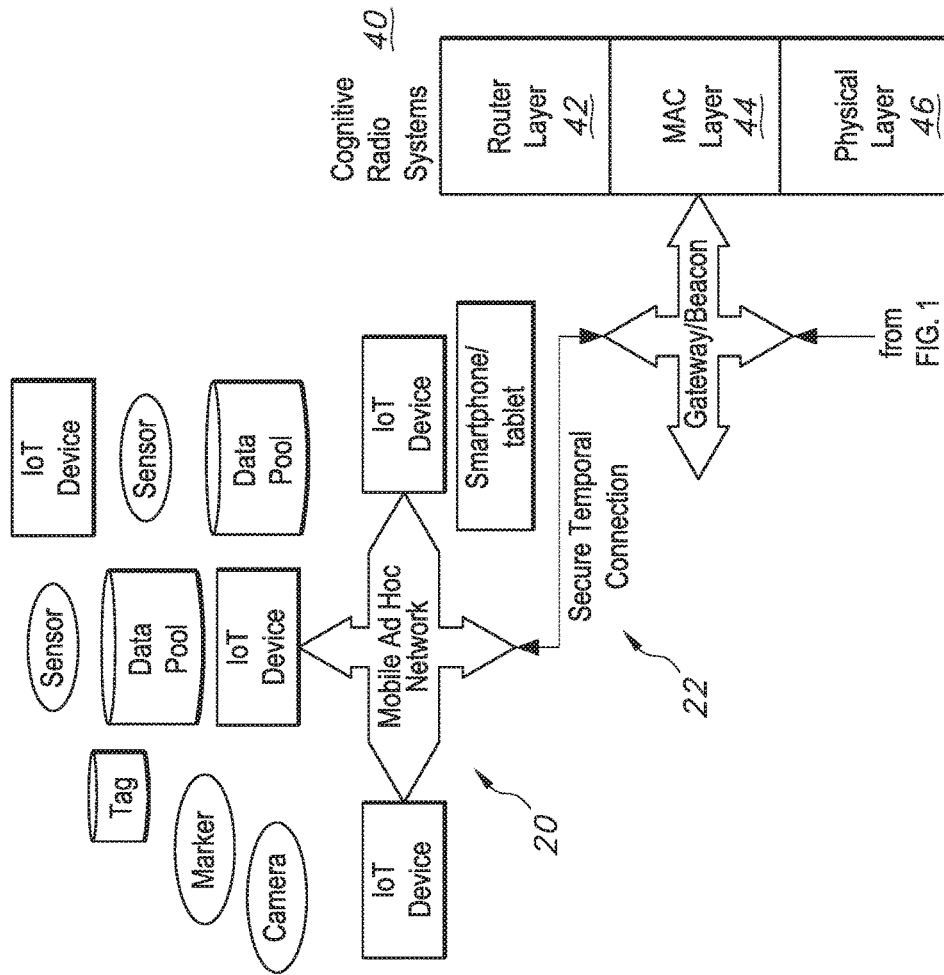 Sensor
IoT
Device
Tag
Data
Pool
Sensor
Marker
IoT
Device
Data
Pool
Camera
IoT
Device
Mobile Ad Hoc
Network
IoT
Device
Smartphone/
tablet
20
22
Secure Temporal
Connection
Gateway/Beacon
from
FIG. 1
Cognitive
Radio
Systems
40
Router
Layer
42
MAC
Layer
44
Physical
Layer
46